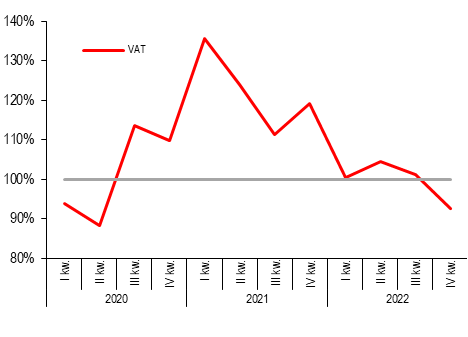 140%
130%
120%
110%
100%
90%
80%
VAT
I kw.
II kw.
III kw.
IV kw.
I kw.
II kw.
III kw.
IV kw.
I kw.
II kw.
III kw.
IV kw.
2020
2021
2022